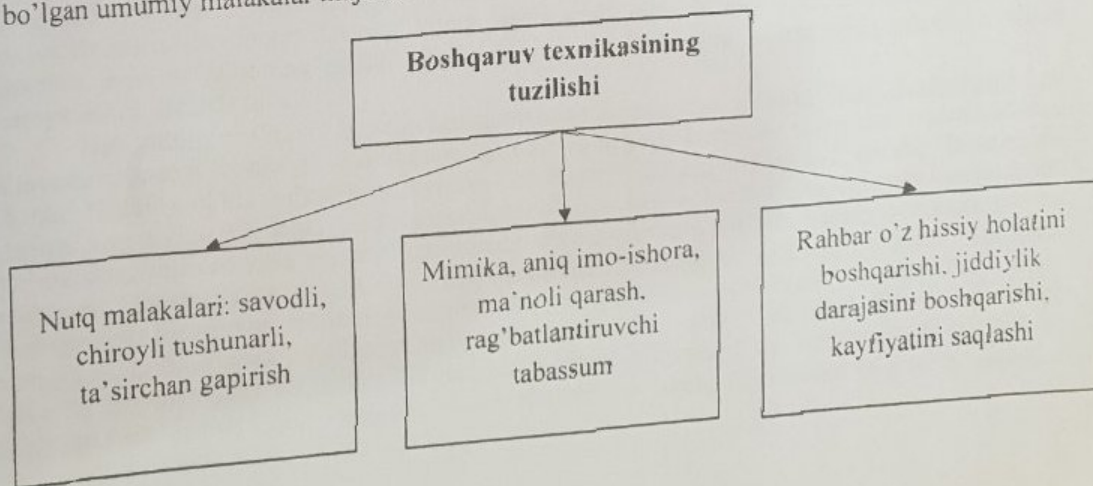 bo’lgan umumiy
Boshqaruv texnikasining
tuzilishi
Nutq malakalari: savodli,
chiroyli tushunarli,
ta’sirchan gapirish
Mimika, aniq imo-ishora,
ma`noli qarash.
rag’batlantiruvchi
tabassum
Rahbar o’z hissiy holatini
boshqarishi. jiddiylik
darajasini boshqarishi,
kayfiyatini saqlashi